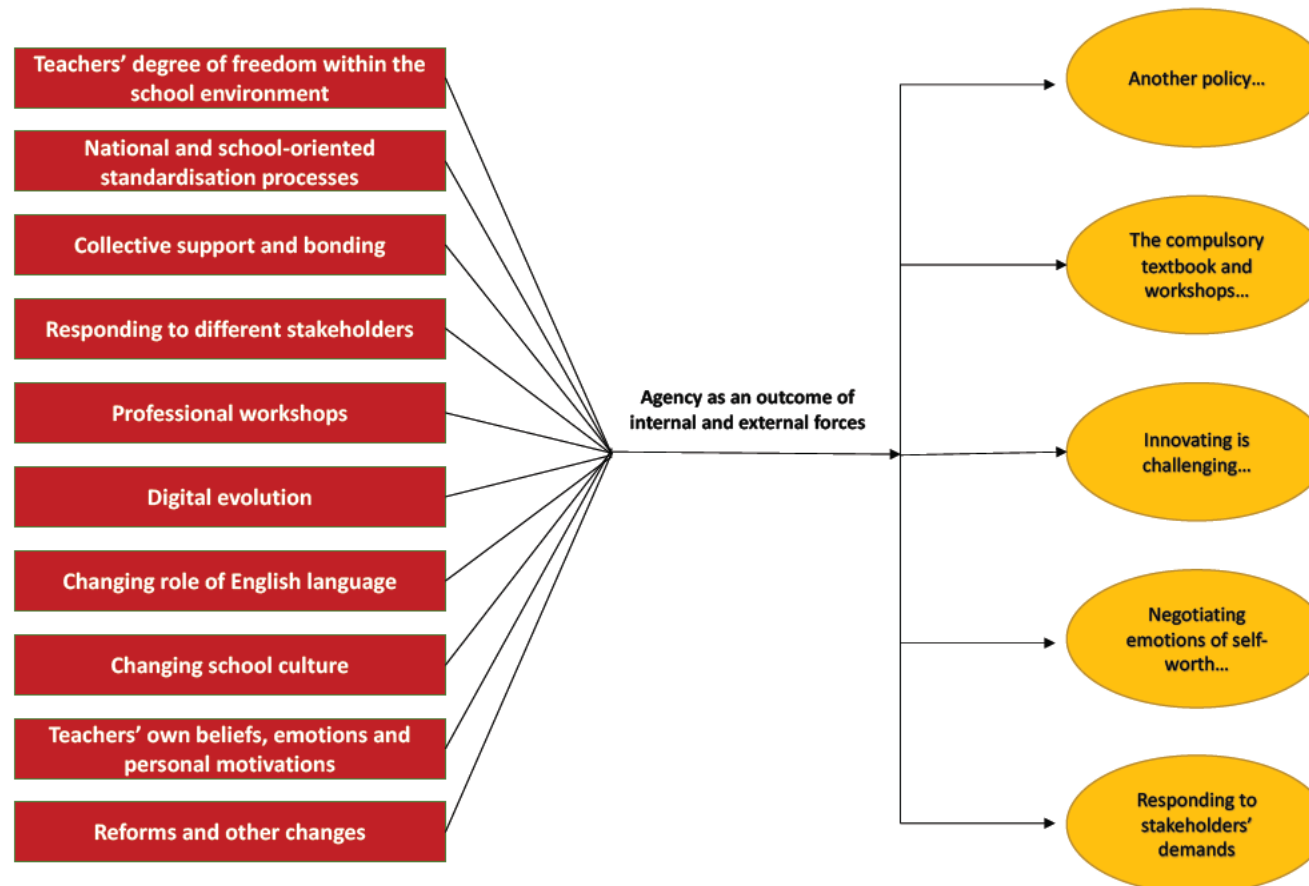 Teachers’ degree of freedom within the
school environment
National and school-oriented
standardisation processes
Collective support and bonding
Responding to different stakeholders
Professional workshops
Digital evolution
Changing role of English language
Changing school culture
Teachers’ own beliefs, emotions and
personal motivations
Reforms and other changes
Agency as an outcome of
internal and external forces
Another policy...
The compulsory
textbook and
workshops...
Innovating is
challenging...
Negotiating
emotions of self-
worth...
Responding to
stakeholders’
demands